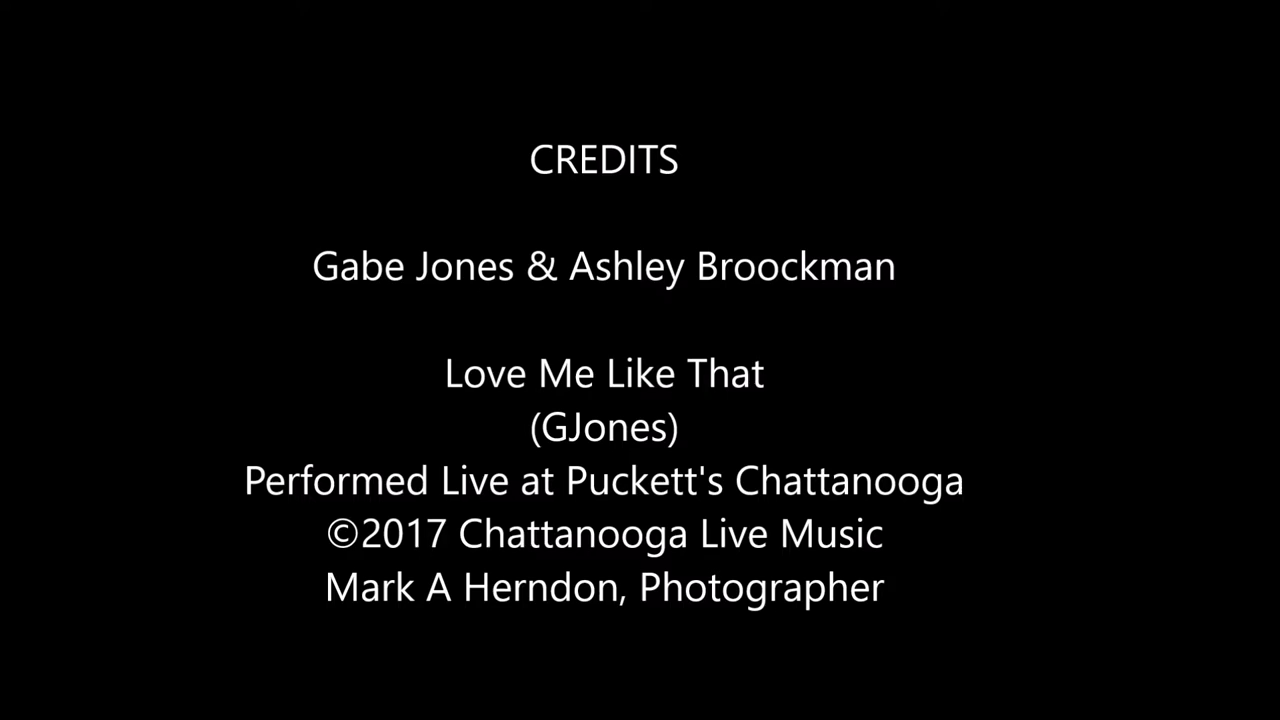 CREDITS
Gabe Jones & Ashley Broockman
Love Me Like That
(GJones)
Performed Live at Puckett's Chattanooga
©2017 Chattanooga Live Music
Mark A Herndon, Photographer